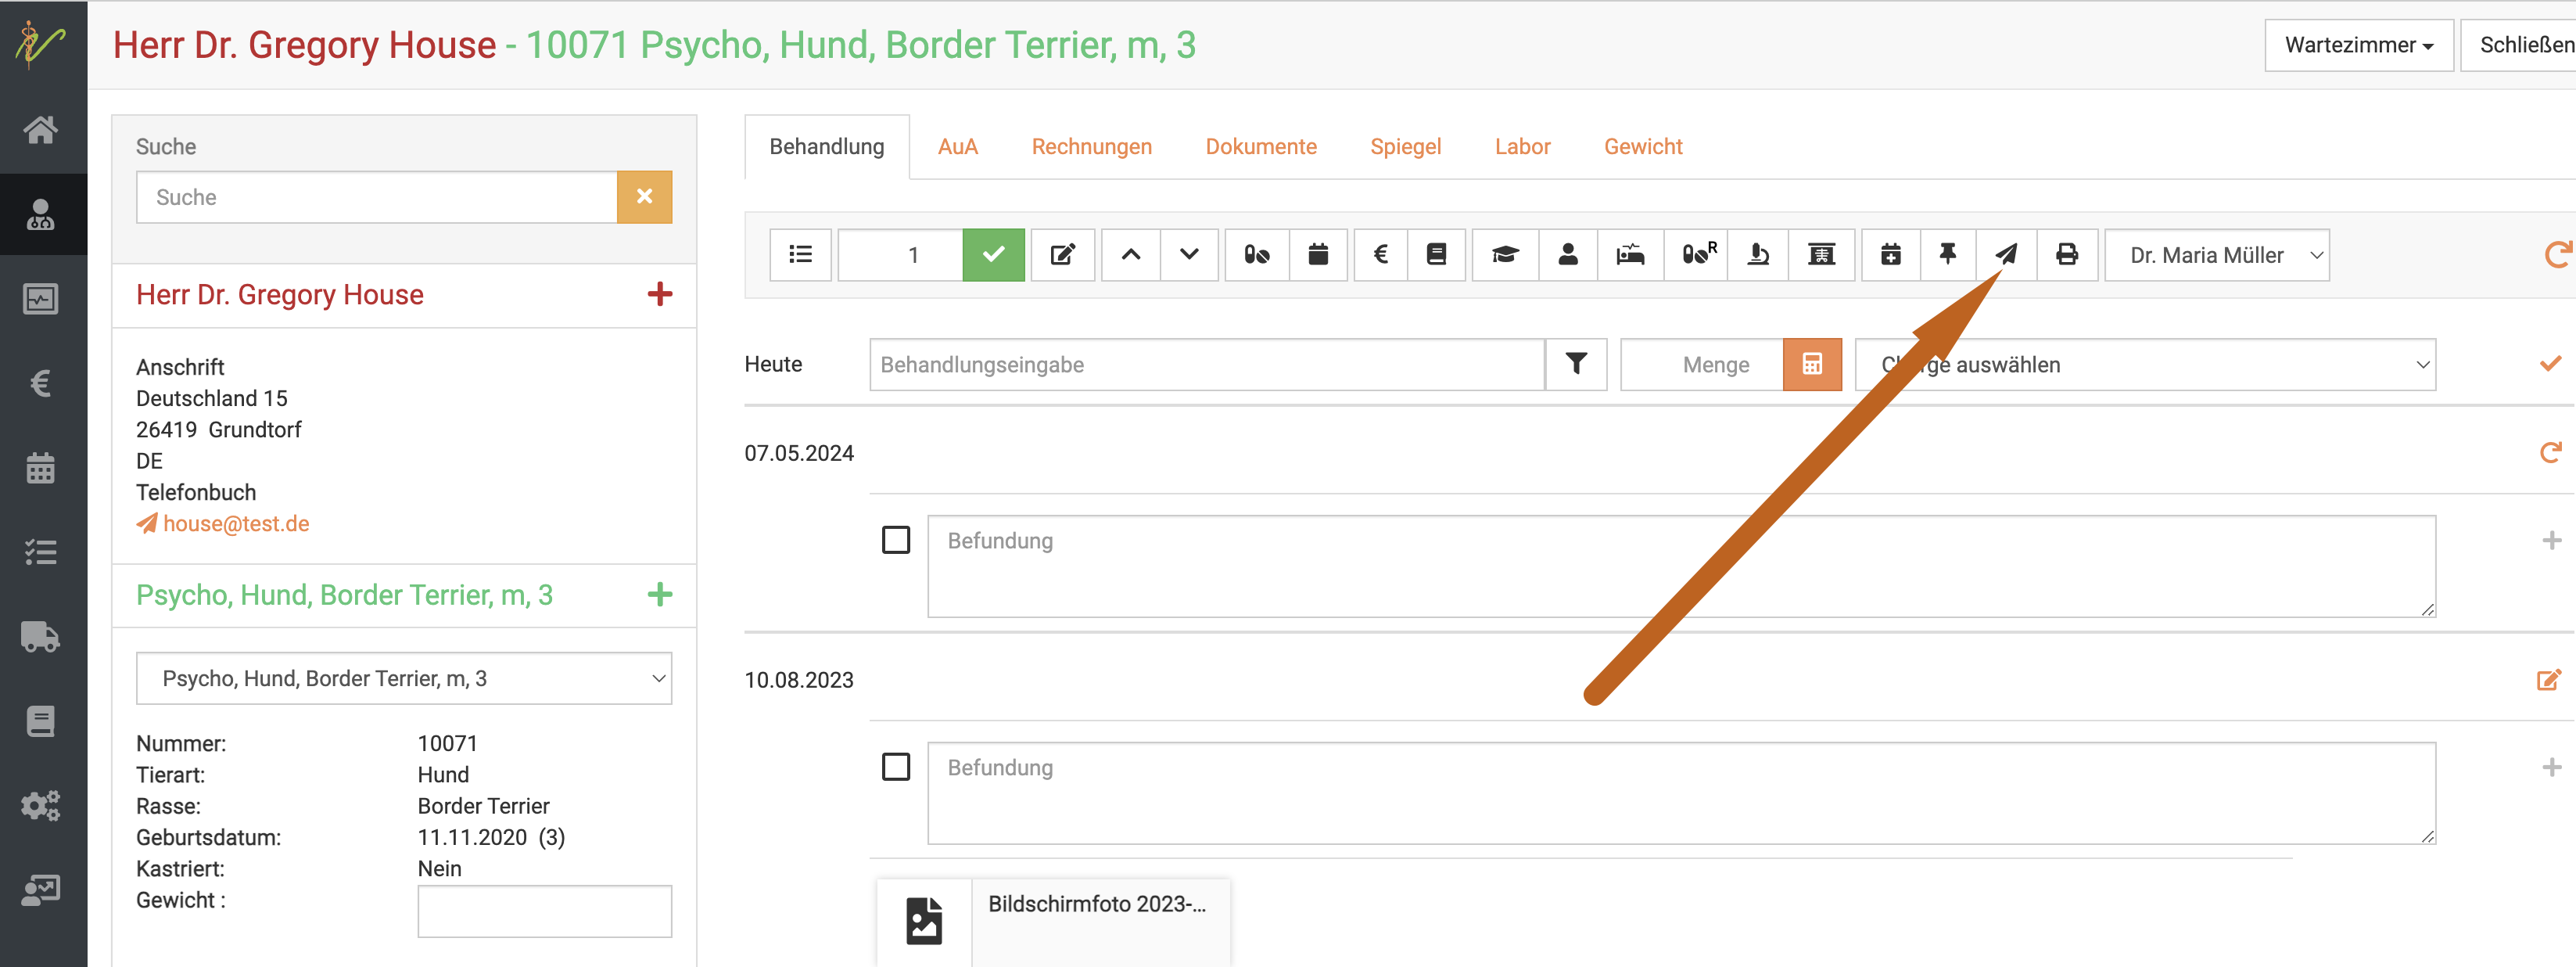 Herr Dr. Gregory House - 10071 Psycho, Hund, Border Terrier, m, 3
Wartezimmer
Schließen
Suche
Suche
Herr Dr. Gregory House
Anschrift
Deutschland 15
26419 Grundtorf
DE
Telefonbuch
house@test.de
Psycho, Hund, Border Terrier, m, 3
Psycho, Hund, Border Terrier, m, 3
Nummer: 10071
Tierart: Hund
Rasse: Border Terrier
Geburtsdatum: 11.11.2020 (3)
Kastriert: Nein
Gewicht :
Behandlung AuA Rechnungen Dokumente Spiegel Labor Gewicht
1 € R Dr. Maria Müller
Heute Behandlungseingabe Menge Charge auswählen
07.05.2024
Befundung
10.08.2023
Befundung
Bildschirmfoto 2023-...